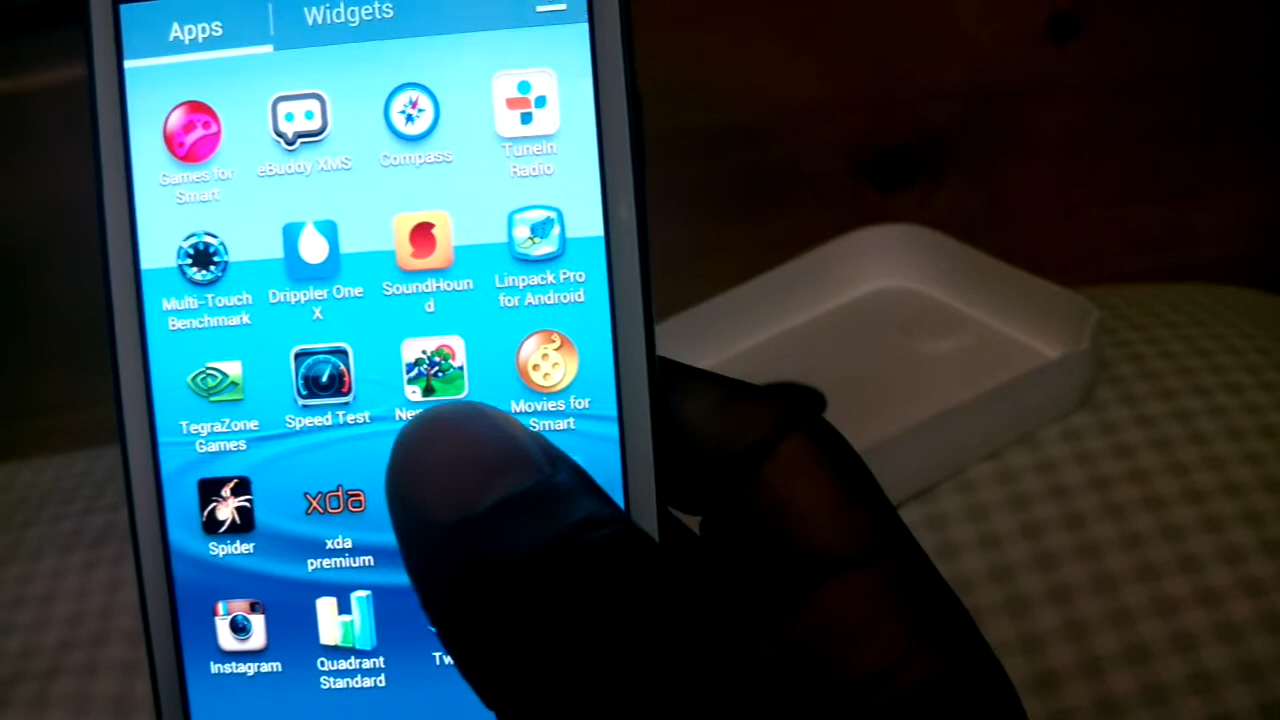 Apps
Widgets
Games for
Smart
eBuddy XMS
Compass
TuneIn
Radio
Multi-Touch
Benchmark
Drippler One
X
SoundHoun
d
Linpack Pro
for Android
TegraZone
Games
Speed Test
Movies for
Smart
Spider
xda
xda
premium
Instagram
Quadrant
Standard